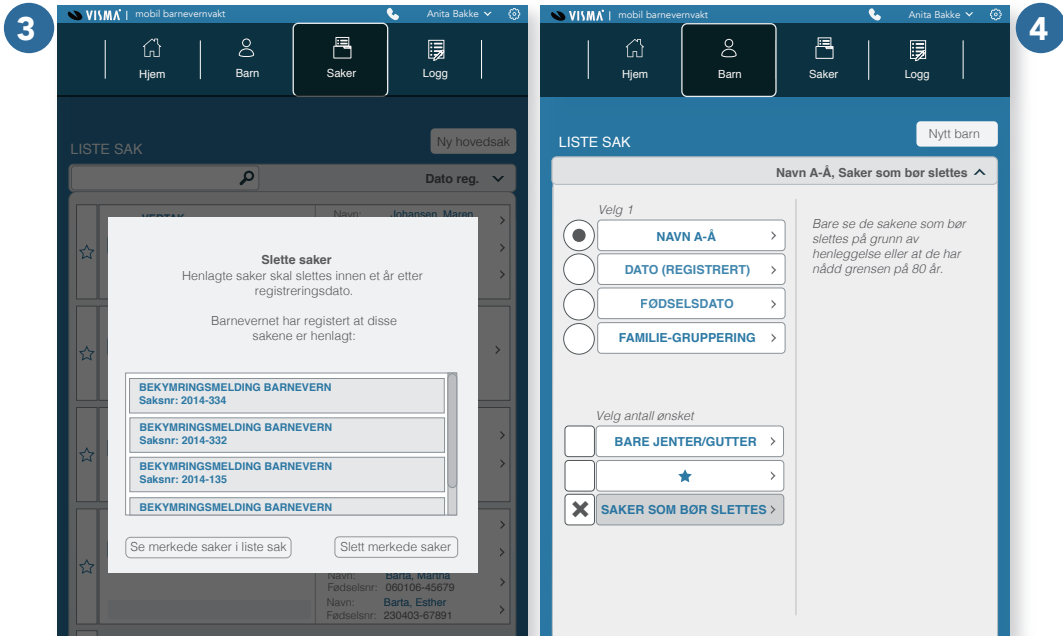 3
VISMA | mobil barnevernvakt
Anita Bakke
Hjem
Barn
Saker
Logg
LISTE SAK
Ny hovedsak
Dato reg.
Navn: Johansen, Maren
Slette saker
Henlagte saker skal slettes innen et år etter
registreringsdato.
Barnevernet har registert at disse
sakene er henlagt:
BEKYMRINGSMELDING BARNEVERN
Saksnr: 2014-334
BEKYMRINGSMELDING BARNEVERN
Saksnr: 2014-332
BEKYMRINGSMELDING BARNEVERN
Saksnr: 2014-135
BEKYMRINGSMELDING BARNEVERN
Se merkede saker i liste sak
Slett merkede saker
Navn: Barta, Martha
Fødselsnr: 060106-45679
Navn: Barta, Esther
Fødselsnr: 230403-67891
4
VISMA | mobil barnevernvakt
Anita Bakke
Hjem
Barn
Saker
Logg
LISTE SAK
Nytt barn
Navn A-Å, Saker som bør slettes
Velg 1
NAVN A-Å
DATO (REGISTRERT)
FØDSELSDATO
FAMILIE-GRUPPERING
Bare se de sakene som bør
slettes på grunn av
henleggelse eller at de har
nådd grensen på 80 år.
Velg antall ønsket
BARE JENTER/GUTTER
SAKER SOM BØR SLETTES